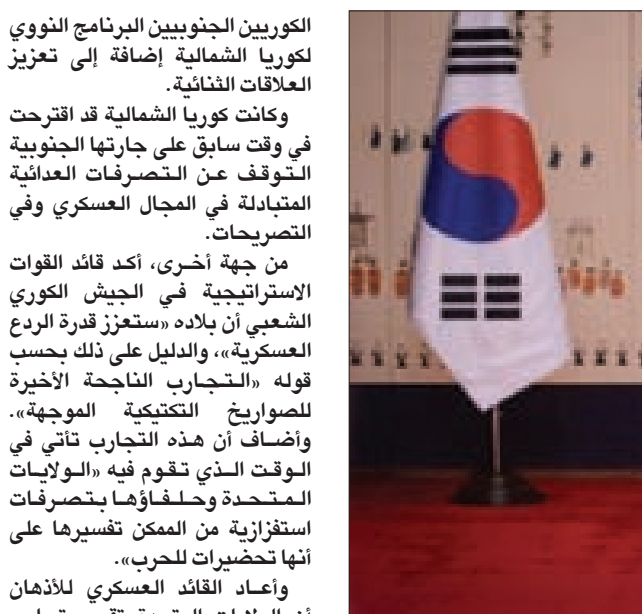 الكوريين الجنوبيين البرنامج النووي
لكوريا الشمالية إضافة إلى تعزيز
العلاقات الثنائية.
وكانت كوريا الشمالية قد اقترحت
في وقت سابق على جارتها الجنوبية
التوقف عن التصرفات العدائية
المتبادلة في المجال العسكري وفي
التصريحات.
من جهة أخرى، أكد قائد القوات
الاستراتيجية في الجيش الكوري
الشعبي أن بلاده «ستعزز قدرة الردع
العسكرية»، والدليل على ذلك بحسب
قوله «التجارب الناجحة الأخيرة
للصواريخ التكتيكية الموجهة».
وأضاف أن هذه التجارب تأتي في
الوقت الذي تقوم فيه «الولايات
المتحدة وحلفاؤها بتصرفات
استفزازية من الممكن تفسيرها على
أنها تحضيرات للحرب».
وأعاد القائد العسكري للأذهان